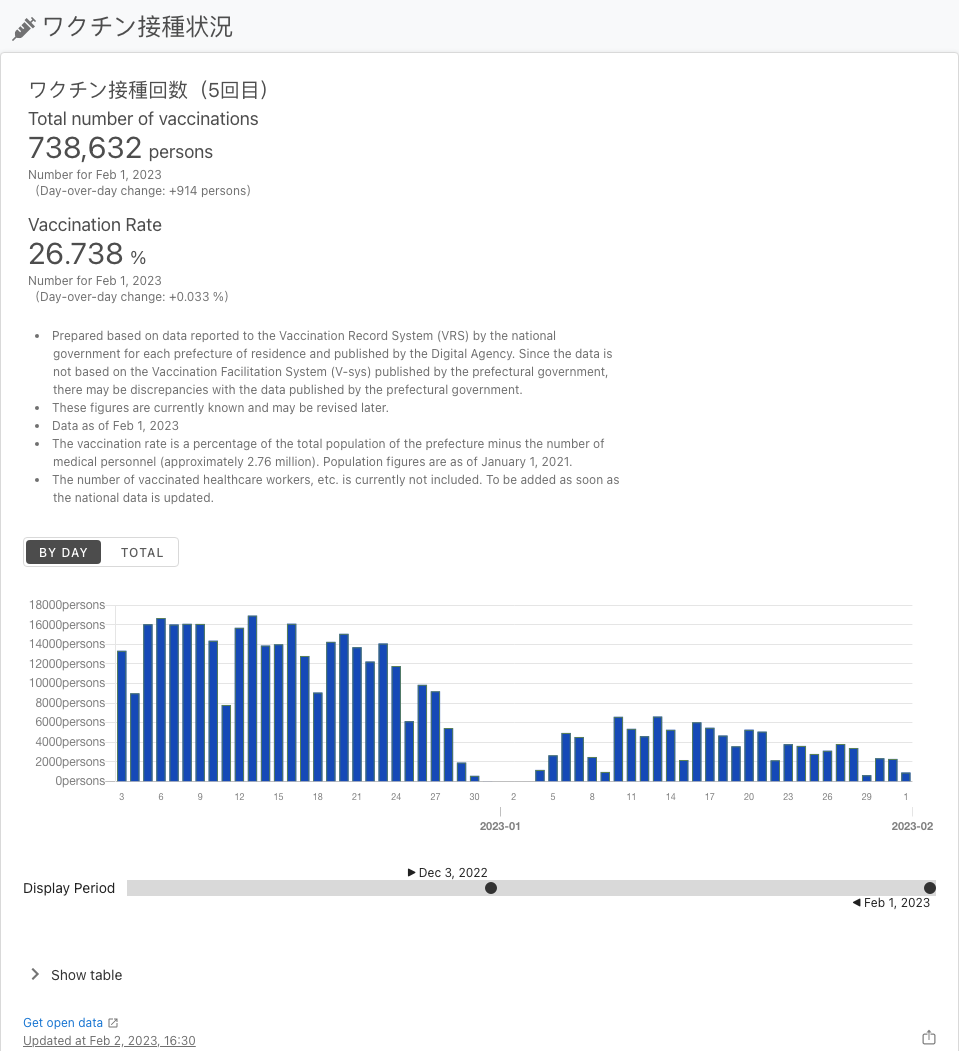 ワクチン接種状況
ワクチン接種回数（5回目）
Total number of vaccinations
738,632 persons
Number for Feb 1, 2023
(Day-over-day change: +914 persons)
Vaccination Rate
26.738 %
Number for Feb 1, 2023
(Day-over-day change: +0.033 %)
• Prepared based on data reported to the Vaccination Record System (VRS) by the national
government for each prefecture of residence and published by the Digital Agency. Since the data is
not based on the Vaccination Facilitation System (V-sys) published by the prefectural government,
there may be discrepancies with the data published by the prefectural government.
• These figures are currently known and may be revised later.
• Data as of Feb 1, 2023
• The vaccination rate is a percentage of the total population of the prefecture minus the number of
medical personnel (approximately 2.76 million). Population figures are as of January 1, 2021.
• The number of vaccinated healthcare workers, etc. is currently not included. To be added as soon as
the national data is updated.
BY DAY TOTAL
18000persons
16000persons
14000persons
12000persons
10000persons
8000persons
6000persons
4000persons
2000persons
0persons
3 6 9 12 15 18 21 24 27 30 2 5 8 11 14 17 20 23 26 29 1
2023-01 2023-02
Dec 3, 2022
Display Period
Feb 1, 2023
Show table
Get open data
Updated at Feb 2, 2023, 16:30